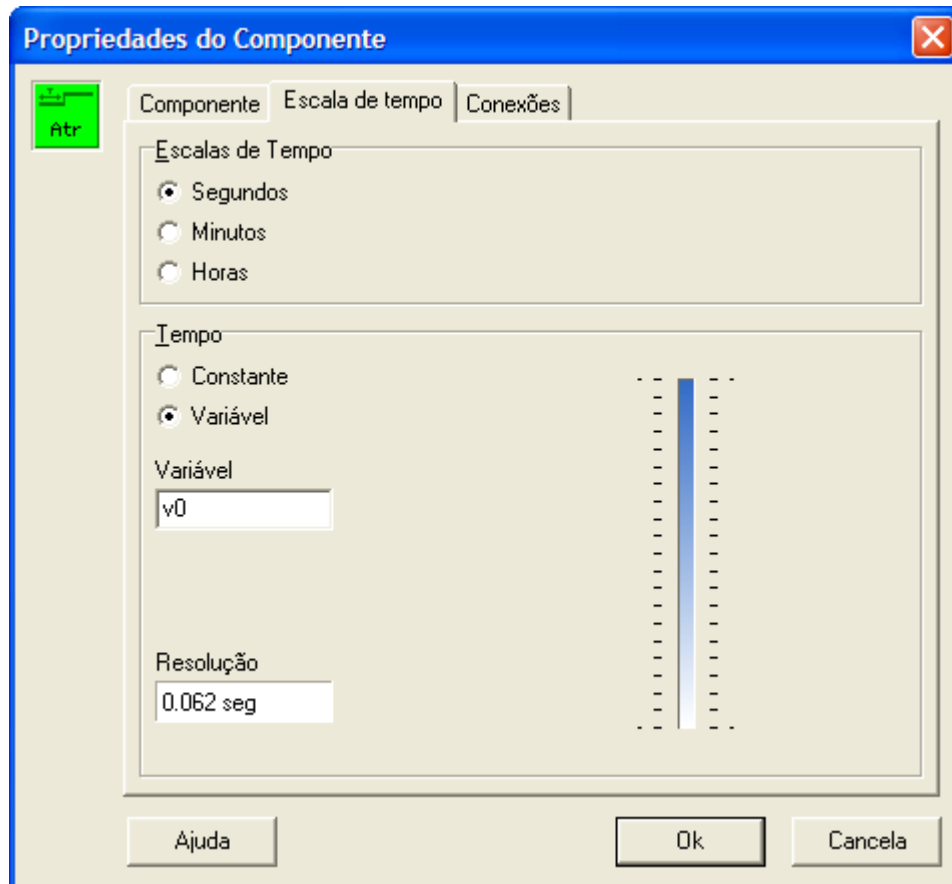 Propriedades do Componente
Atr
Componente
Escala de tempo
Conexões
Escalas de Tempo
Segundos
Minutos
Horas
Tempo
Constante
Variável
Variável
v0
Resolução
0.062 seg
Ajuda
Ok
Cancela